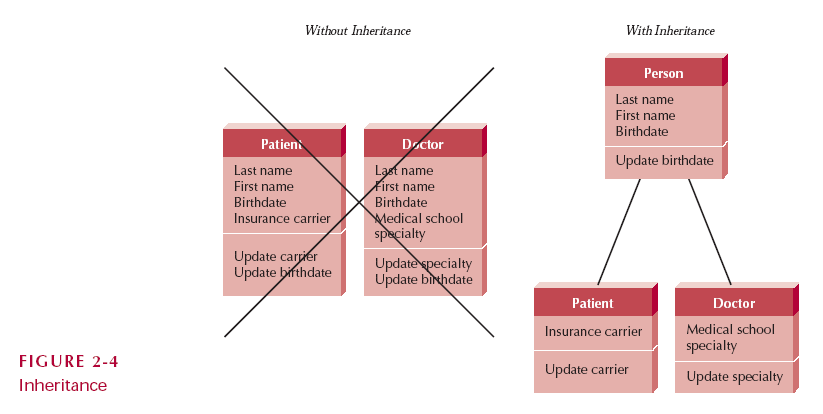 Without Inheritance
With Inheritance
Patient
Last name
First name
Birthdate
Insurance carrier
Update carrier
Update birthdate
Doctor
Last name
First name
Birthdate
Medical school
specialty
Update specialty
Update birthdate
Person
Last name
First name
Birthdate
Update birthdate
Patient
Insurance carrier
Update carrier
Doctor
Medical school
specialty
Update specialty
FIGURE 2-4
Inheritance